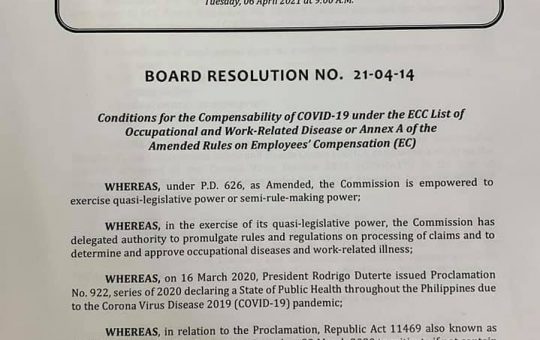 Tuesday, 06 April 2021 at 9:00 A.M.
BOARD RESOLUTION NO. 21-04-14
Conditions for the Compensability of COVID-19 under the ECC List of
Occupational and Work-Related Disease or Annex A of the
Amended Rules on Employees' Compensation (EC)
WHEREAS, under P.D. 626, as Amended, the Commission is empowered to
exercise quasi-legislative power or semi-rule-making power;
WHEREAS, in the exercise of its quasi-legislative power, the Commission has
delegated authority to promulgate rules and regulations on processing of claims and to
determine and approve occupational diseases and work-related illness;
WHEREAS, on 16 March 2020, President Rodrigo Duterte issued Proclamation
No. 922, series of 2020 declaring a State of Public Health throughout the Philippines due
to the Corona Virus Disease 2019 (COVID-19) pandemic;
WHEREAS, in relation to the Proclamation, Republic Act 11469 also known as